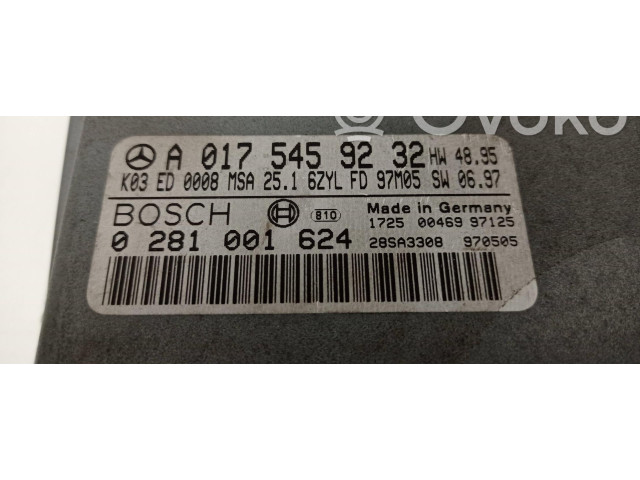 A 017 545 92 32 HW 48.95
K03 ED 0008 MSA 25.1 6ZYL FD 97M05 SW 06.97
BOSCH 810 Made in Germany
1725 00469 97125
0 281 001 624 28SA3308 970505